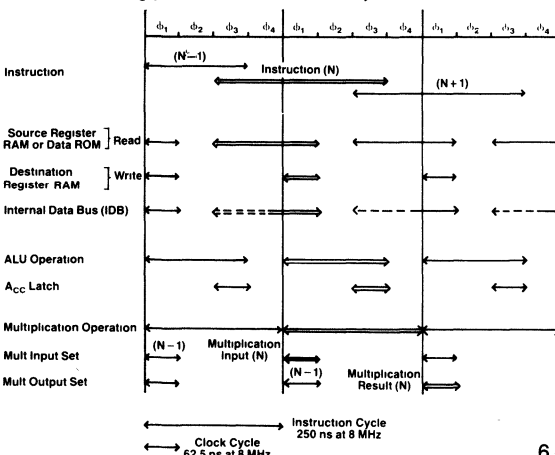 ϕ1 ϕ2 ϕ3 ϕ4 ϕ1 ϕ2 ϕ3 ϕ4 ϕ1 ϕ2 ϕ3 ϕ4
(N−1)
Instruction
Instruction (N)
(N + 1)
Source Register
RAM or Data ROM ] Read
Destination
Register RAM ] Write
Internal Data Bus (IDB)
ALU Operation
ACC Latch
Multiplication Operation
(N − 1)
Multiplication
Mult Input Set
Input (N)
(N − 1)
Multiplication
Mult Output Set
Result (N)
Instruction Cycle
250 ns at 8 MHz
Clock Cycle
62.5 ns at 8 MHz
6